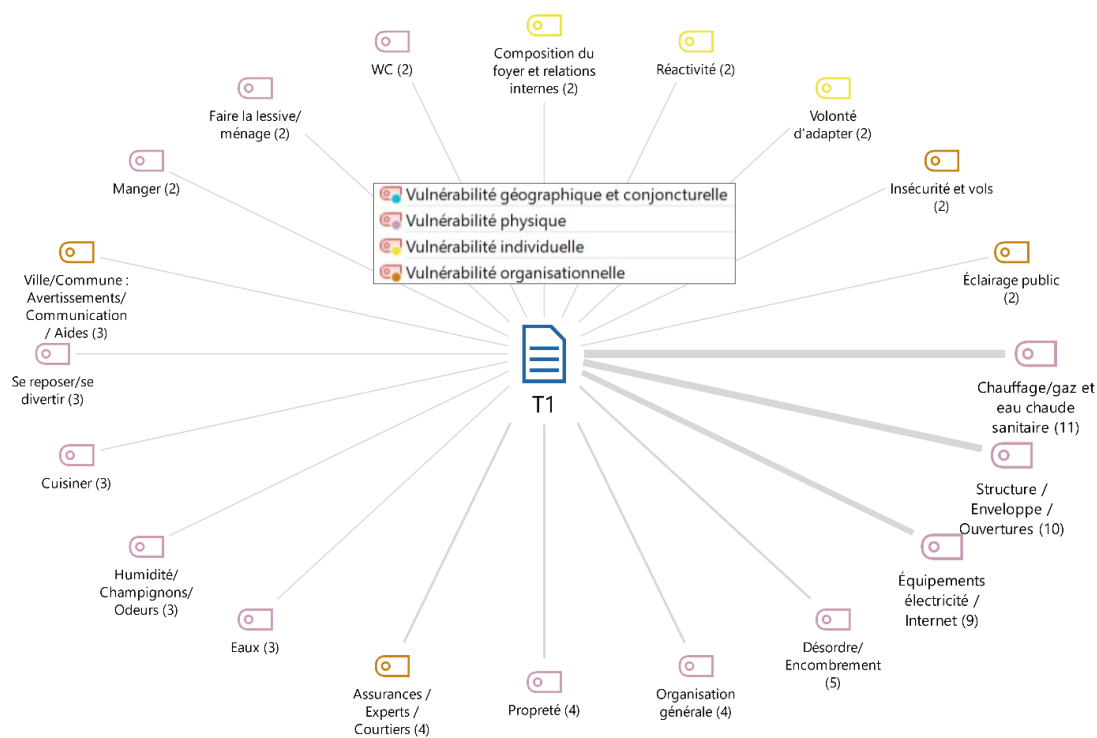 Composition du
foyer et relations
internes (2)
WC (2)
Réactivité (2)
Faire la lessive/
ménage (2)
Volonté
d'adapter (2)
Manger (2)
Insécurité et vols
(2)
Vulnérabilité géographique et conjoncturelle
Vulnérabilité physique
Vulnérabilité individuelle
Vulnérabilité organisationnelle
Ville/Commune :
Avertissements/
Communication
/ Aides (3)
Éclairage public
(2)
Se reposer/se
divertir (3)
T1
Chauffage/gaz et
eau chaude
sanitaire (11)
Cuisiner (3)
Structure /
Enveloppe /
Ouvertures (10)
Humidité/
Champignons/
Odeurs (3)
Équipements
électricité /
Internet (9)
Eaux (3)
Désordre/
Encombrement
(5)
Assurances /
Experts /
Courtiers (4)
Propreté (4)
Organisation
générale (4)